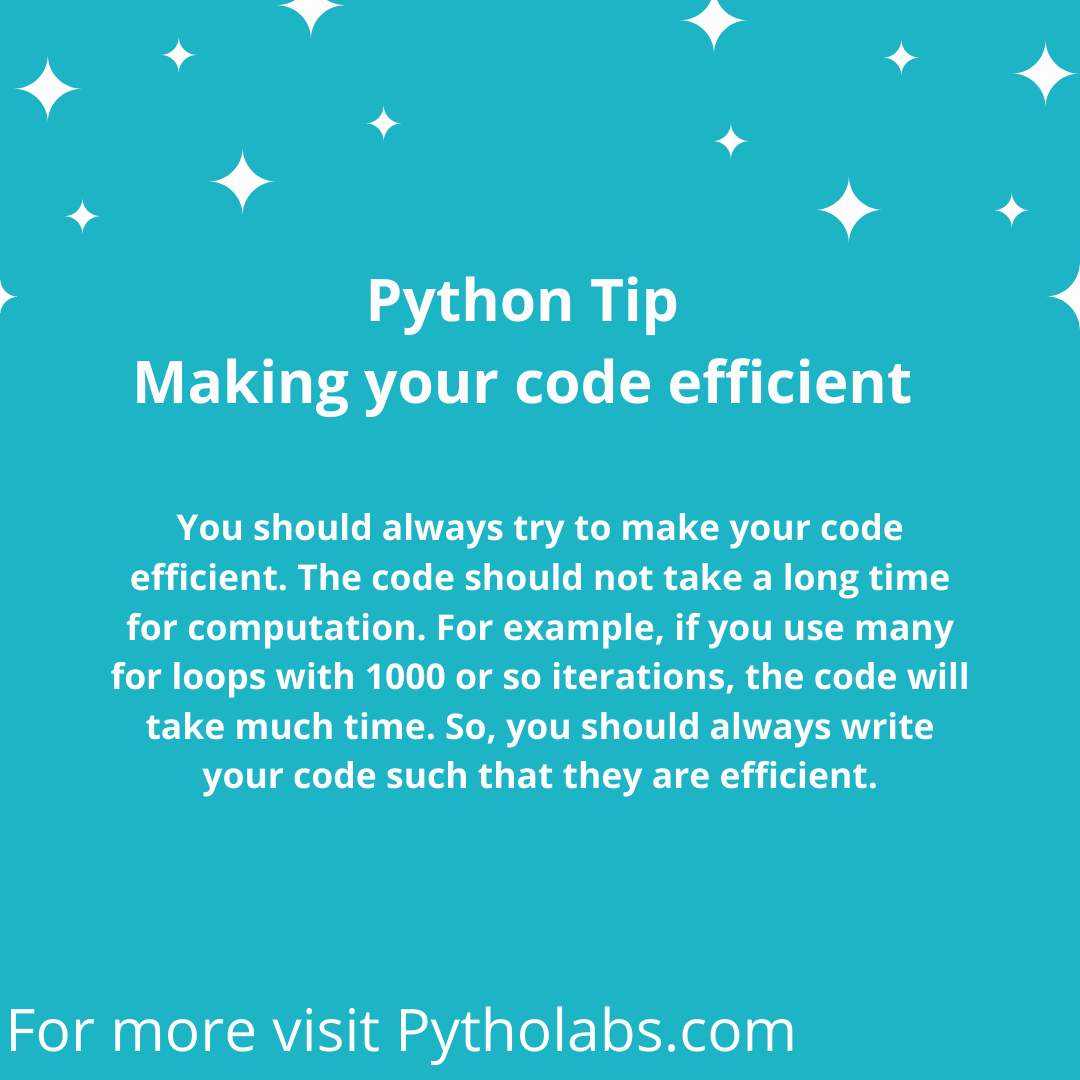 Python Tip
Making your code efficient
You should always try to make your code
efficient. The code should not take a long time
for computation. For example, if you use many
for loops with 1000 or so iterations, the code will
take much time. So, you should always write
your code such that they are efficient.
For more visit Pytholabs.com